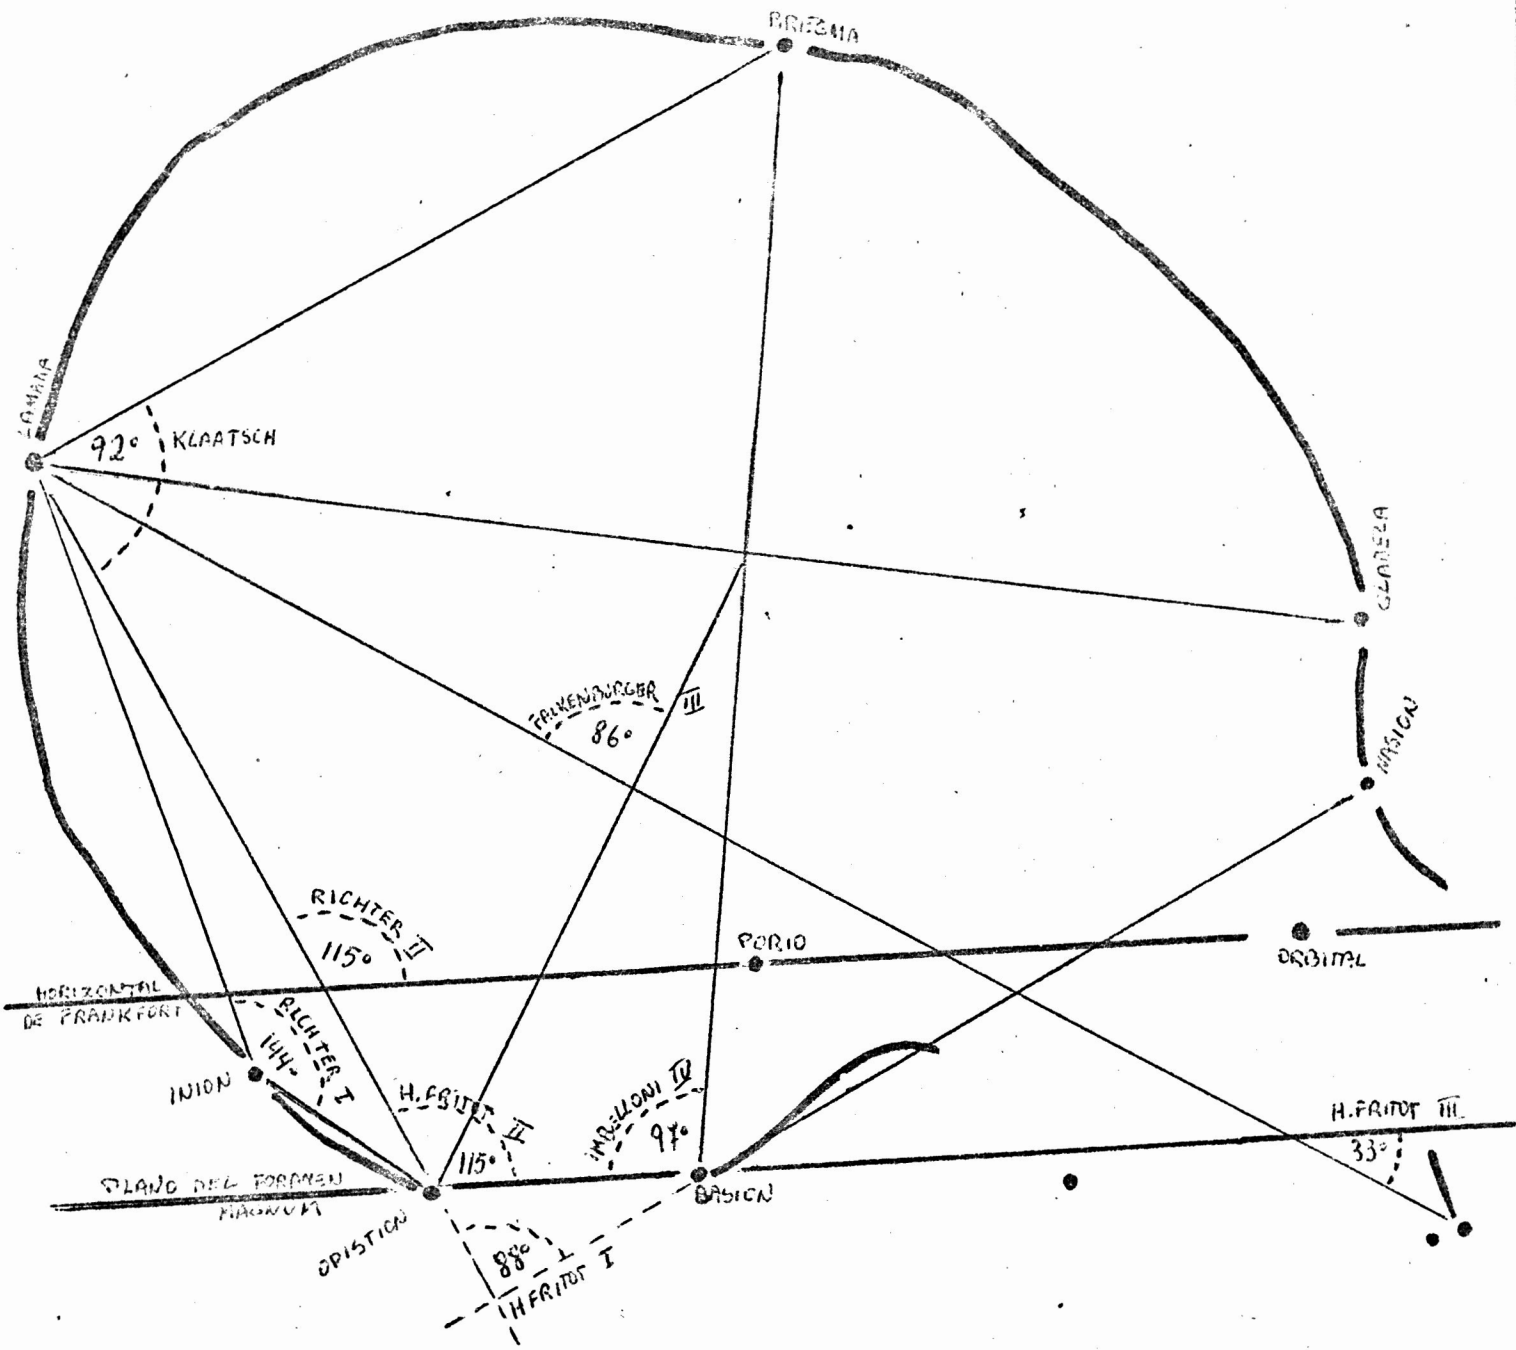 BREGMA
LAMBDA
92° KLAATSCH
GLABELA
FALKENBURGER III
86°
NASION
RICHTER II
115°
PORIO
ORBITAL
HORIZONTAL
DE FRANKFORT
RICHTER I
144°
INION
H. FRITOT II
115°
IMBELLONI IV
97°
H. FRITOT III
33°
PLANO DEL FORAMEN
MAGNUM
BASION
OPISTION
88°
H FRITOT I